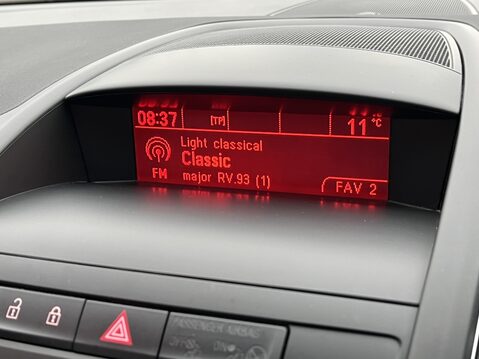 08:37 [TP] 11 °C
Light classical
Classic
FM major RV.93 (1)
FAV 2
PASSENGER AIRBAG